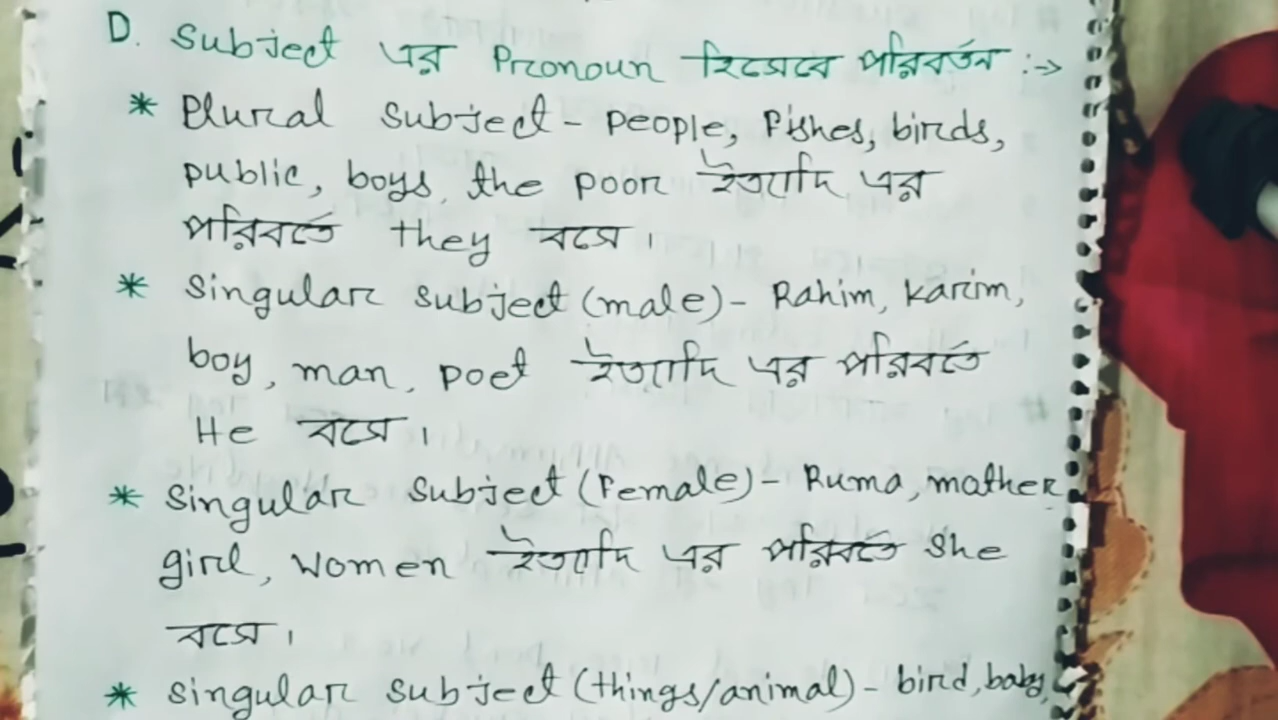 D. Subject এর Pronoun হিসেবে পরিবর্তন :->
* Plural subject - people, Fishes, birds,
public, boys, the poor ইত্যাদি এর
পরিবর্তে they বসে।
* Singular subject (male) - Rahim, Karim,
boy, man, poet ইত্যাদি এর পরিবর্তে
He বসে।
* Singular subject (Female) - Ruma, mother
girl, women ইত্যাদি এর পরিবর্তে She
বসে।
* Singular subject (things/animal) - bird, baby,